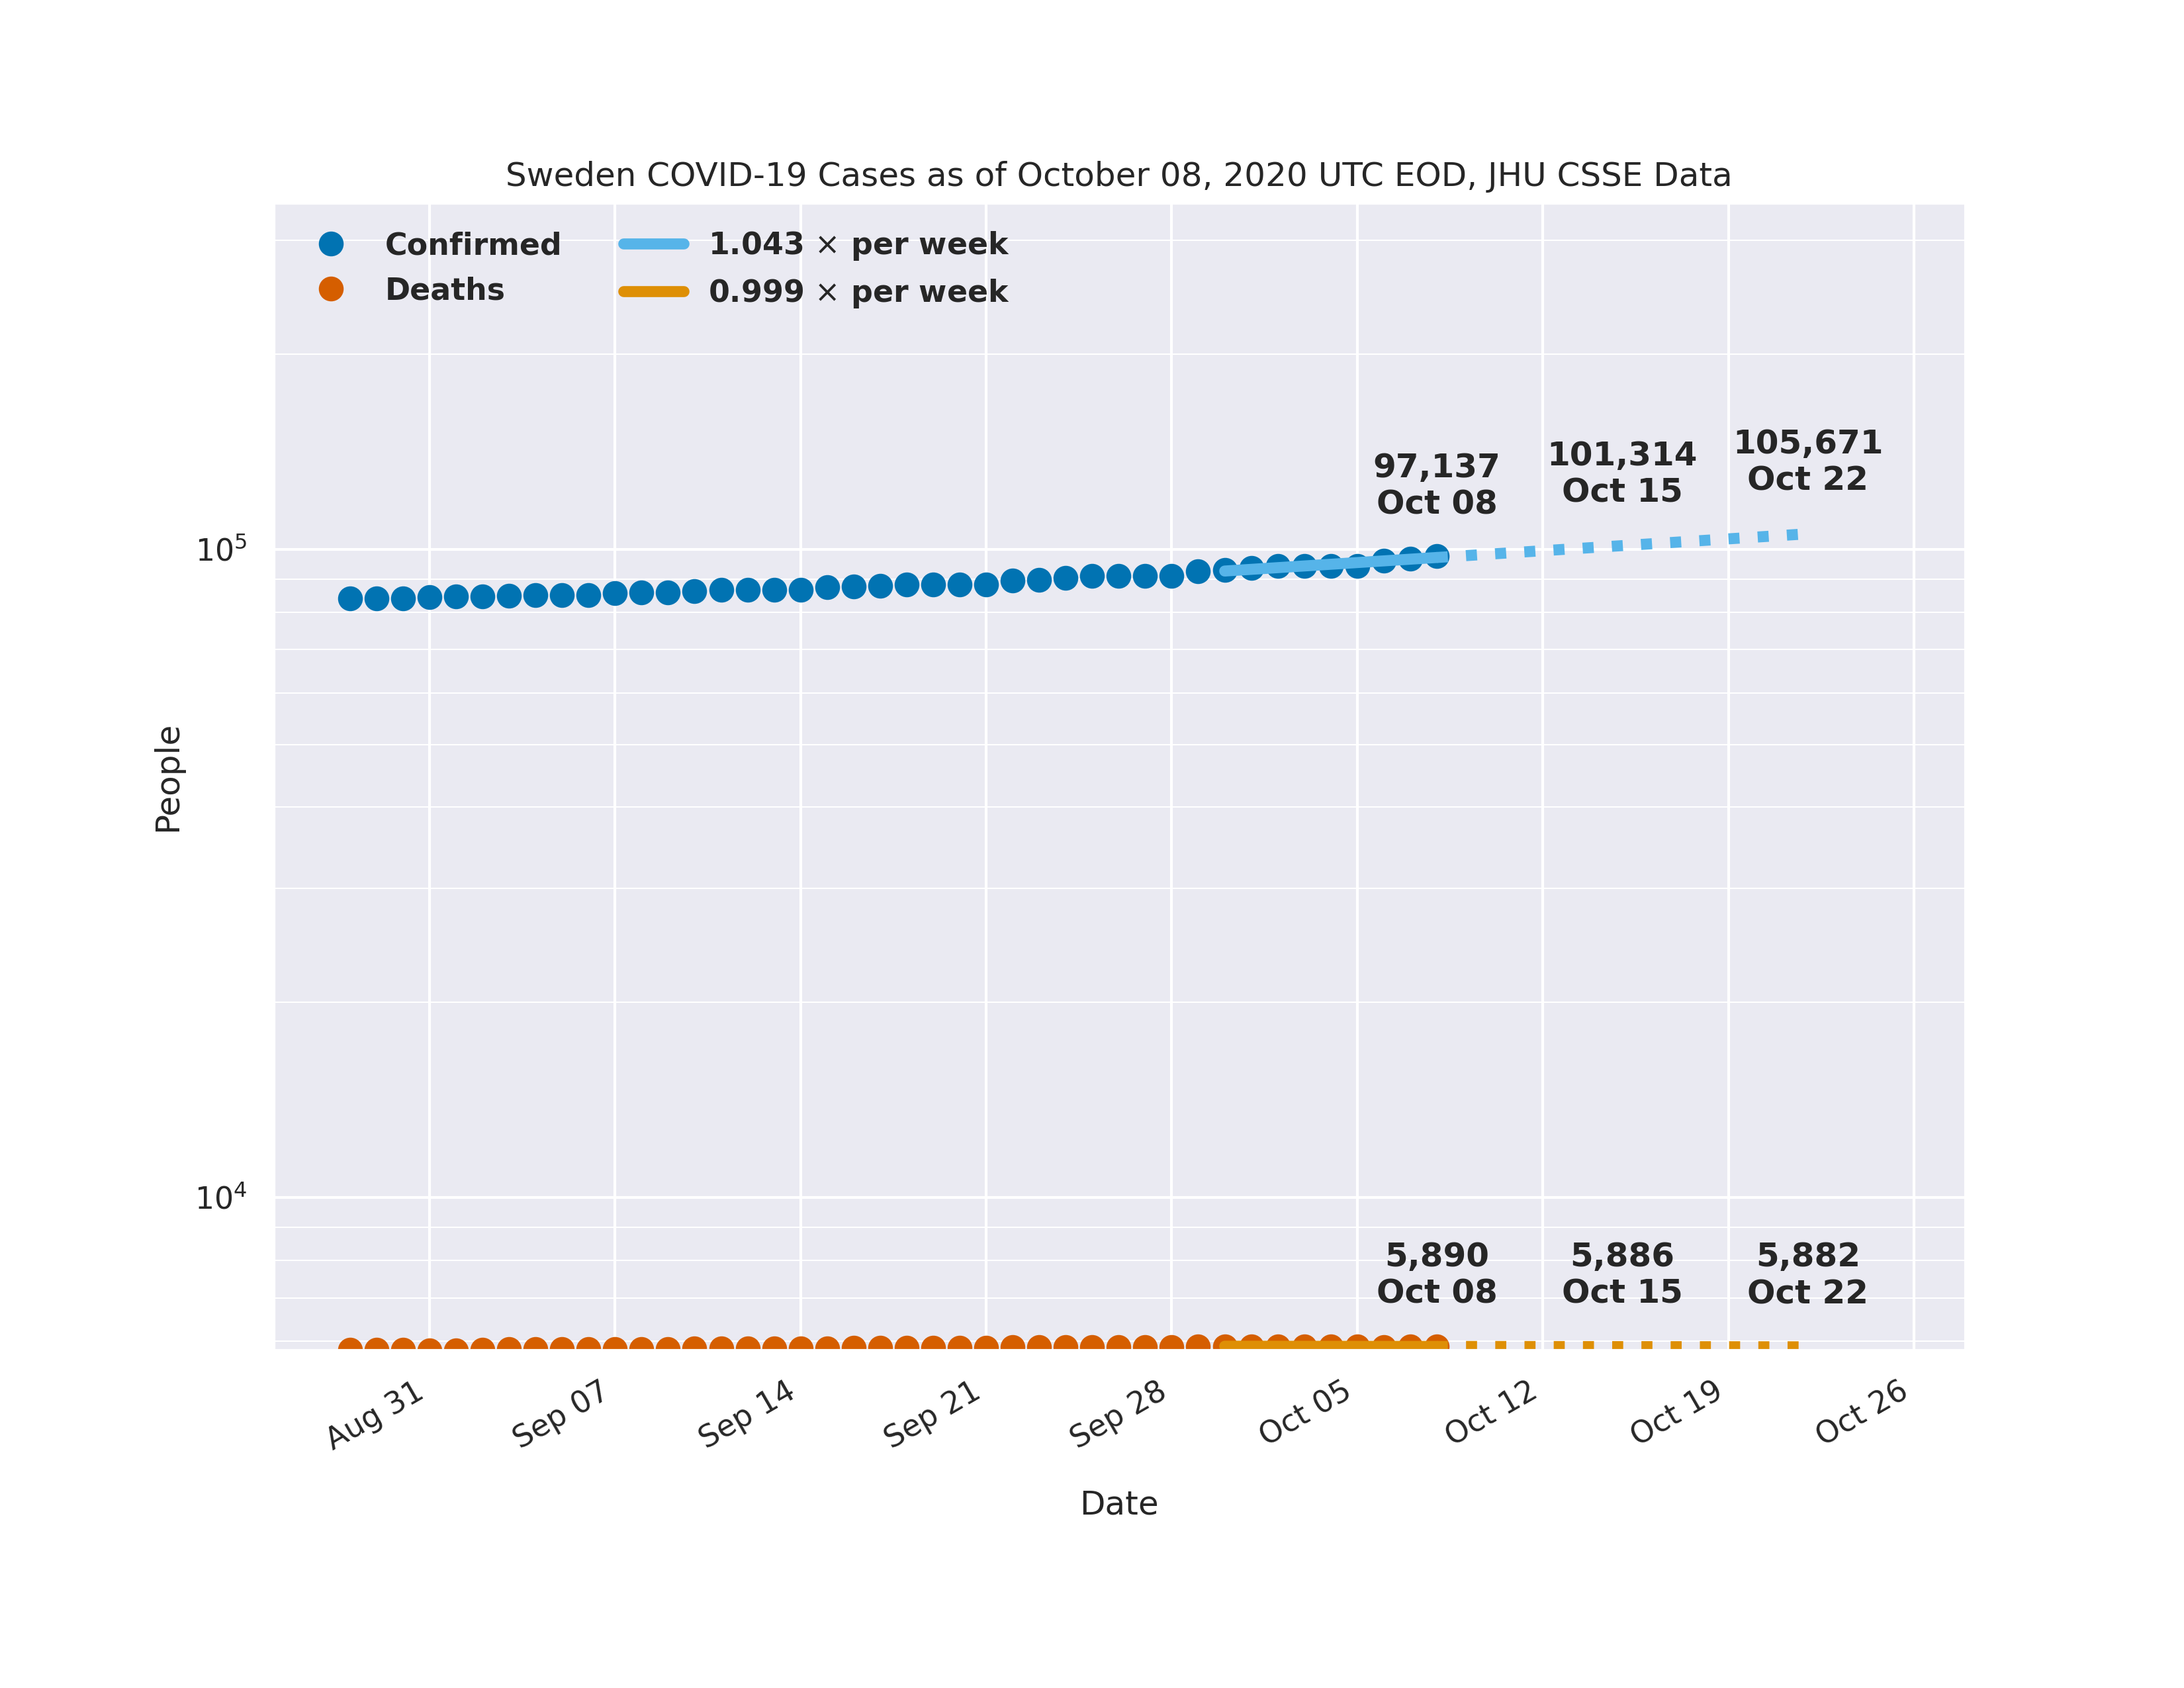 Sweden COVID-19 Cases as of October 08, 2020 UTC EOD, JHU CSSE Data
Confirmed
Deaths
1.043 × per week
0.999 × per week
97,137
Oct 08
101,314
Oct 15
105,671
Oct 22
10⁵
People
10⁴
5,890
Oct 08
5,886
Oct 15
5,882
Oct 22
Aug 31
Sep 07
Sep 14
Sep 21
Sep 28
Oct 05
Oct 12
Oct 19
Oct 26
Date